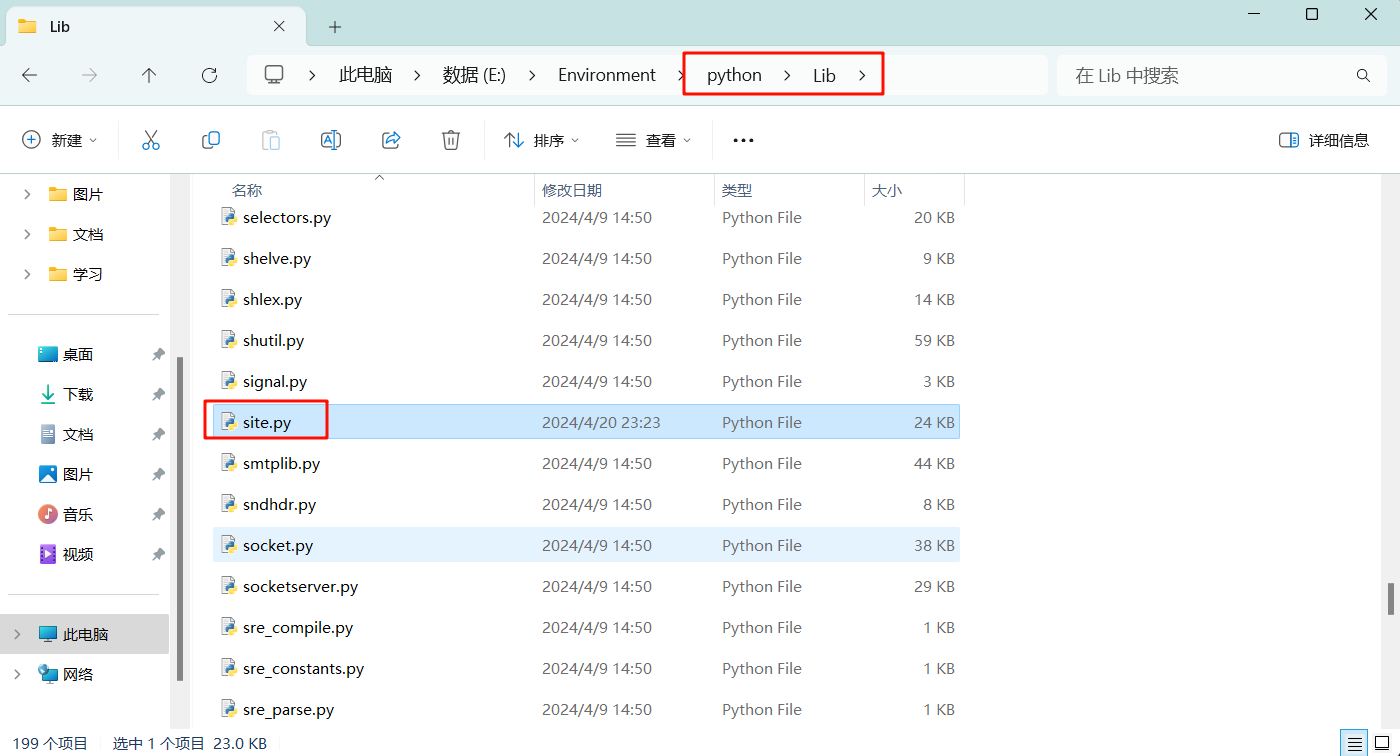 Lib
此电脑 数据 (E:) Environment python Lib
在 Lib 中搜索
新建 排序 查看 详细信息
图片
文档
学习
桌面
下载
文档
图片
音乐
视频
此电脑
网络
名称 修改日期 类型 大小
selectors.py 2024/4/9 14:50 Python File 20 KB
shelve.py 2024/4/9 14:50 Python File 9 KB
shlex.py 2024/4/9 14:50 Python File 14 KB
shutil.py 2024/4/9 14:50 Python File 59 KB
signal.py 2024/4/9 14:50 Python File 3 KB
site.py 2024/4/20 23:23 Python File 24 KB
smtplib.py 2024/4/9 14:50 Python File 44 KB
sndhdr.py 2024/4/9 14:50 Python File 8 KB
socket.py 2024/4/9 14:50 Python File 38 KB
socketserver.py 2024/4/9 14:50 Python File 29 KB
sre_compile.py 2024/4/9 14:50 Python File 1 KB
sre_constants.py 2024/4/9 14:50 Python File 1 KB
sre_parse.py 2024/4/9 14:50 Python File 1 KB
199 个项目 选中 1 个项目 23.0 KB